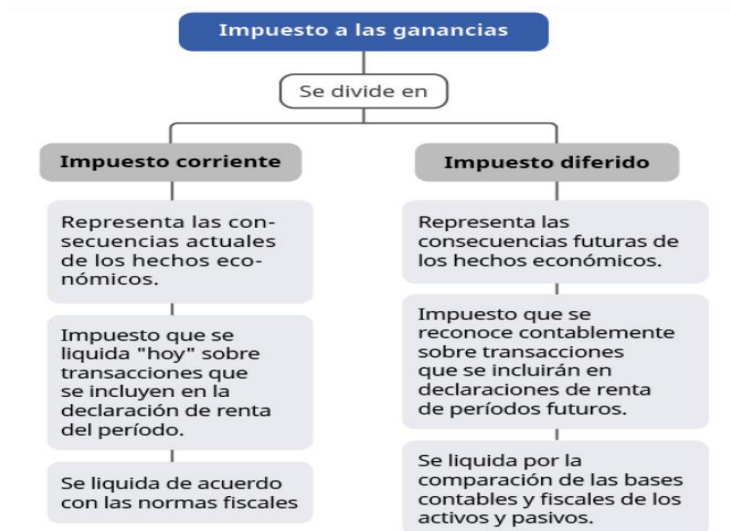 Impuesto a las ganancias
Se divide en
Impuesto corriente
Representa las con-
secuencias actuales
de los hechos eco-
nómicos.
Impuesto que se
liquida "hoy" sobre
transacciones que
se incluyen en la
declaración de renta
del período.
Se liquida de acuerdo
con las normas fiscales
Impuesto diferido
Representa las
consecuencias futuras de
los hechos económicos.
Impuesto que se
reconoce contablemente
sobre transacciones
que se incluirán en
declaraciones de renta
de períodos futuros.
Se liquida por la
comparación de las bases
contables y fiscales de los
activos y pasivos.